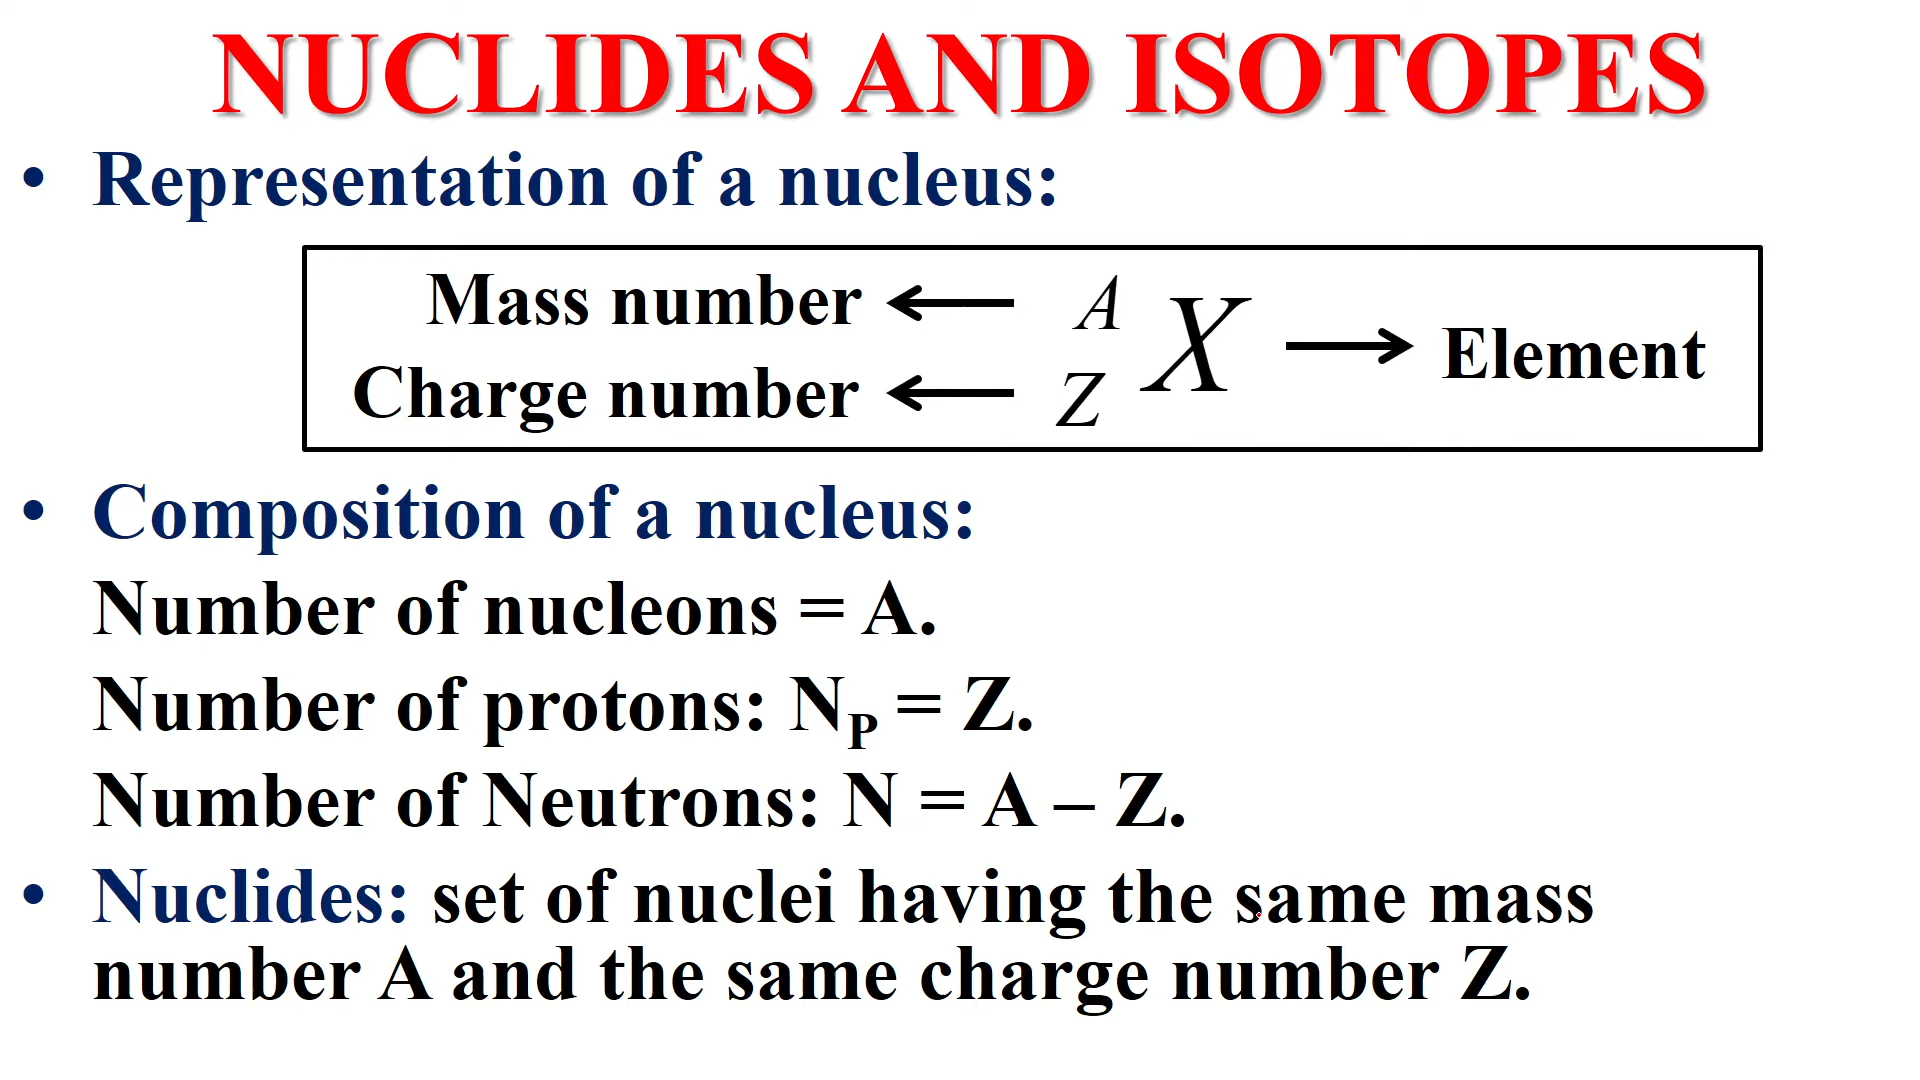 NUCLIDES AND ISOTOPES
• Representation of a nucleus:
Mass number ← A X → Element
Charge number ← Z
• Composition of a nucleus:
Number of nucleons = A.
Number of protons: NP = Z.
Number of Neutrons: N = A – Z.
• Nuclides: set of nuclei having the same mass
number A and the same charge number Z.